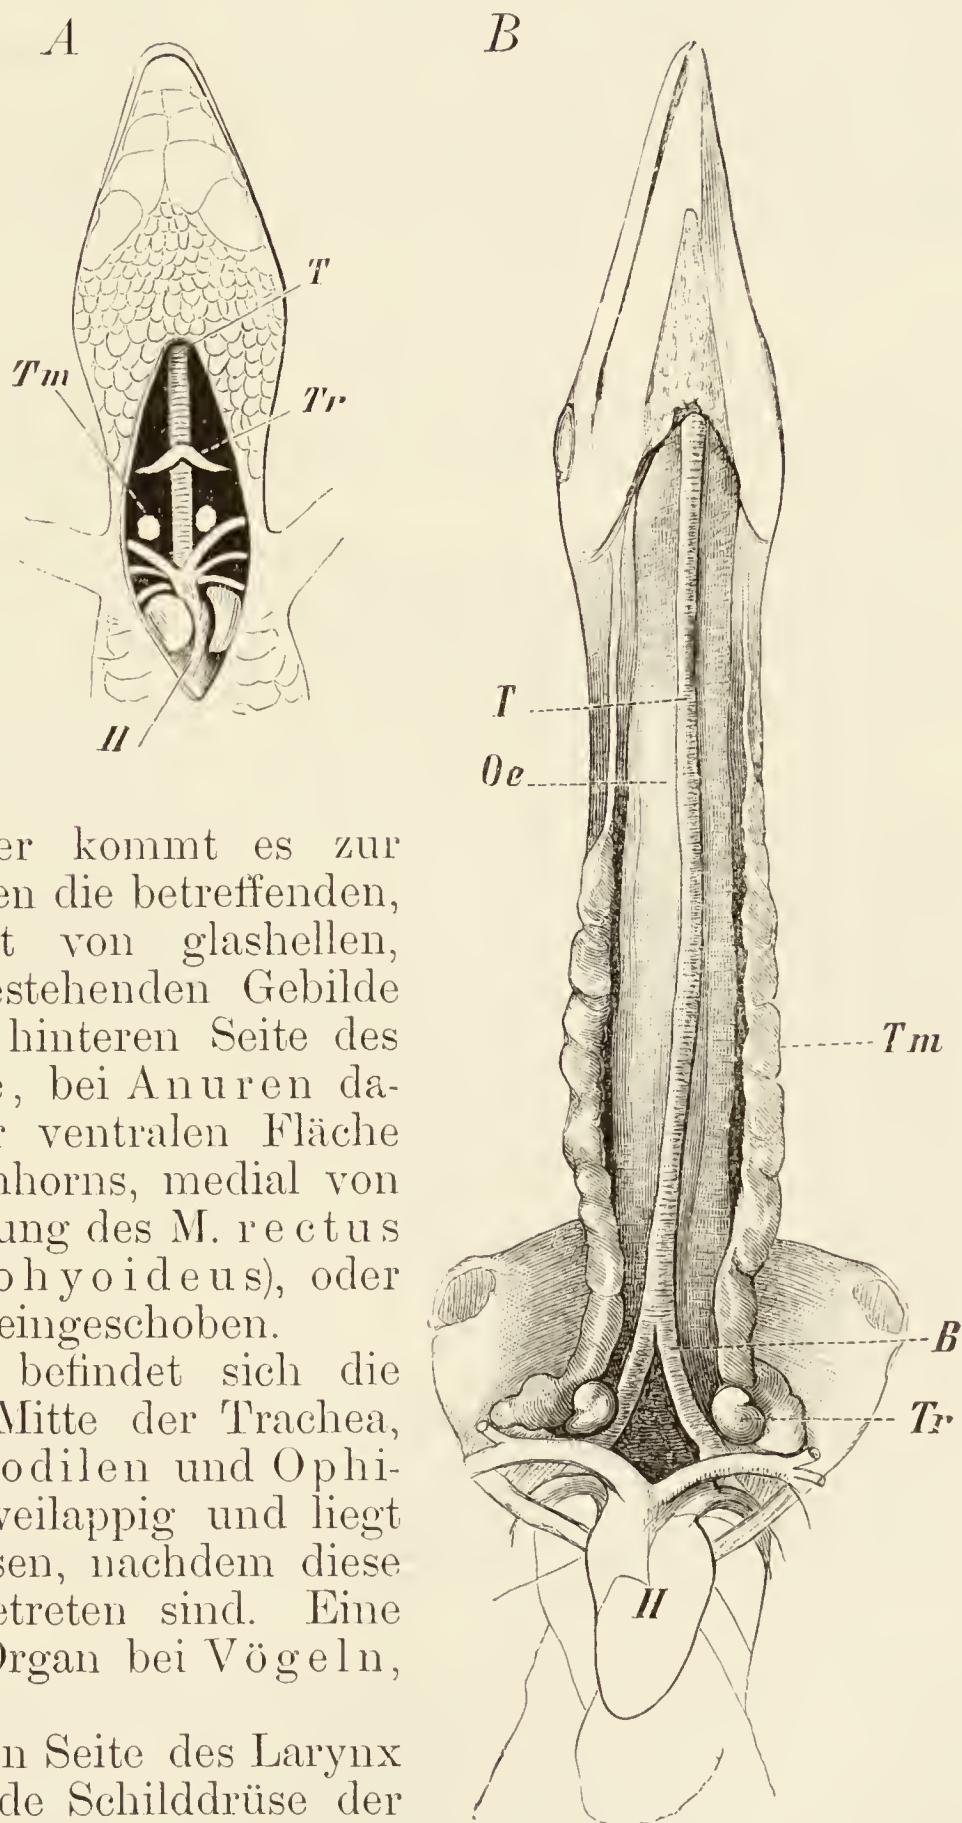 A
B
T
Tm
Tr
H
T
Oe
Tm
B
Tr
H
er kommt es zur
en die betreffenden,
t von glashellen,
estehenden Gebilde
hinteren Seite des
e, bei Anuren da-
r ventralen Fläche
nhorns, medial von
ung des M. rectus
ohyoideus), oder
eingeschoben.
befindet sich die
Mitte der Trachea,
odilen und Ophi-
weilappig und liegt
sen, nachdem diese
etreten sind. Eine
Organ bei Vögeln,
n Seite des Larynx
de Schilddrüse der